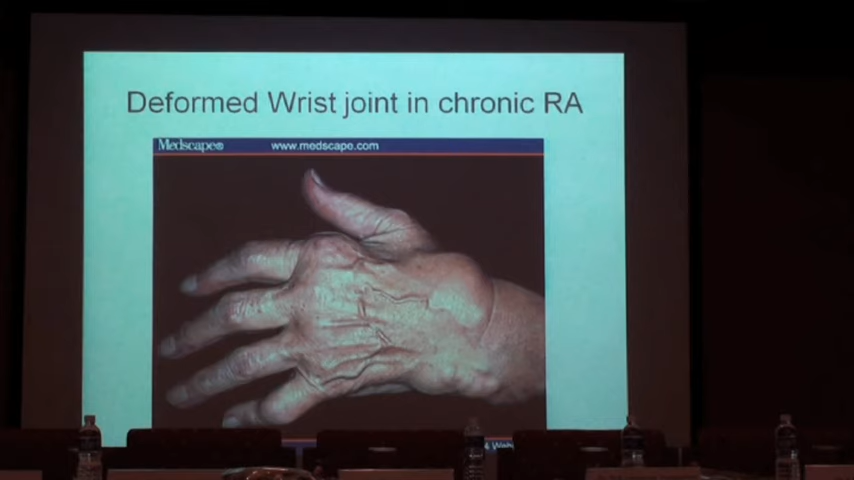 Deformed Wrist joint in chronic RA
Medscape® www.medscape.com